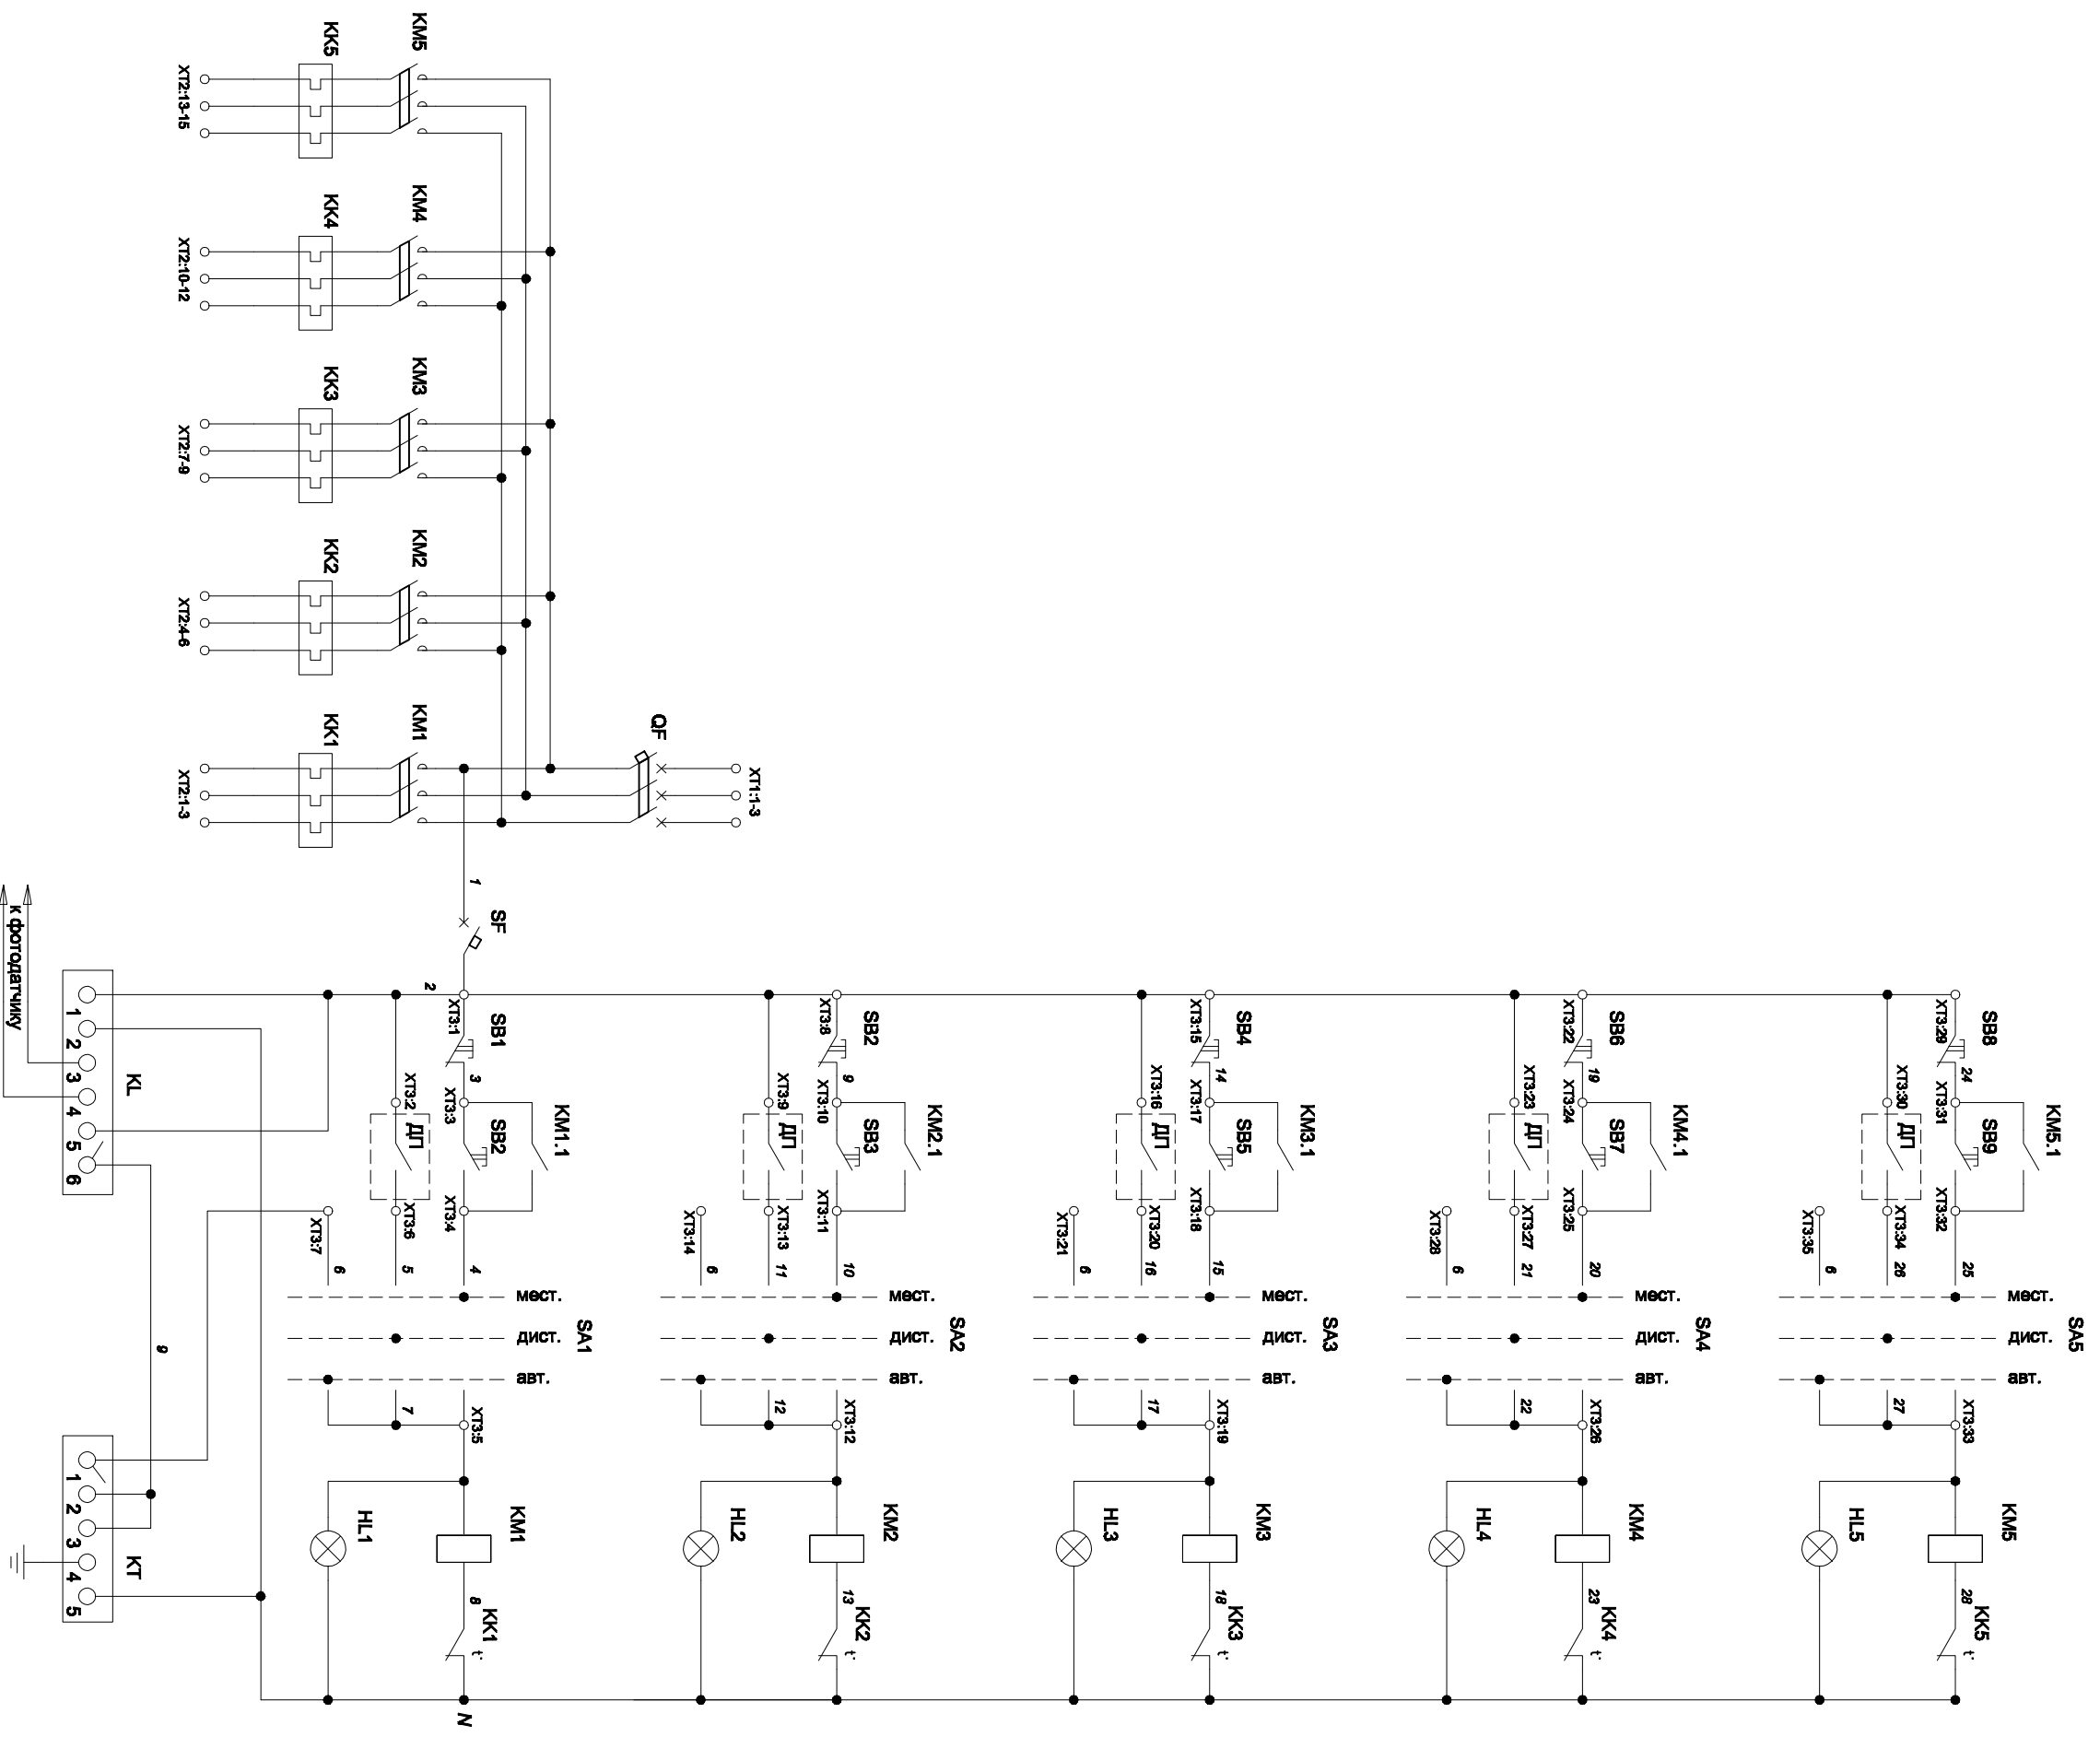 SA5
KM5.1
SB8
SB9
мест.
дист.
авт.
KM5
XT3:29
24
XT3:31
XT3:32
25
XT3:33
28
KK5
t°
XT3:30
ДП
XT3:34
26
27
HL5
XT3:35
6
SA4
KM4.1
SB6
SB7
мест.
дист.
авт.
KM4
XT3:22
19
XT3:24
XT3:25
20
XT3:26
23
KK4
t°
XT3:23
ДП
XT3:27
21
22
HL4
XT3:28
6
SA3
KM3.1
SB4
SB5
мест.
дист.
авт.
KM3
XT3:15
14
XT3:17
XT3:18
15
XT3:19
18
KK3
t°
XT3:16
ДП
XT3:20
16
17
HL3
XT3:21
6
SA2
KM2.1
SB2
SB3
мест.
дист.
авт.
KM2
XT3:8
9
XT3:10
XT3:11
10
XT3:12
13
KK2
t°
XT3:9
ДП
XT3:13
11
12
HL2
XT3:14
6
XT1:1-3
QF
SA1
KM1.1
SF
SB1
SB2
мест.
дист.
авт.
KM1
1
XT3:1
3
XT3:3
XT3:4
4
XT3:5
8
KK1
t°
N
2
XT3:2
ДП
XT3:6
5
7
HL1
XT3:7
6
KM5
KM4
KM3
KM2
KM1
KK5
KK4
KK3
KK2
KK1
XT2:13-15
XT2:10-12
XT2:7-9
XT2:4-6
XT2:1-3
9
KL
KT
1
2
3
4
5
6
1
2
3
4
5
к фотодатчику